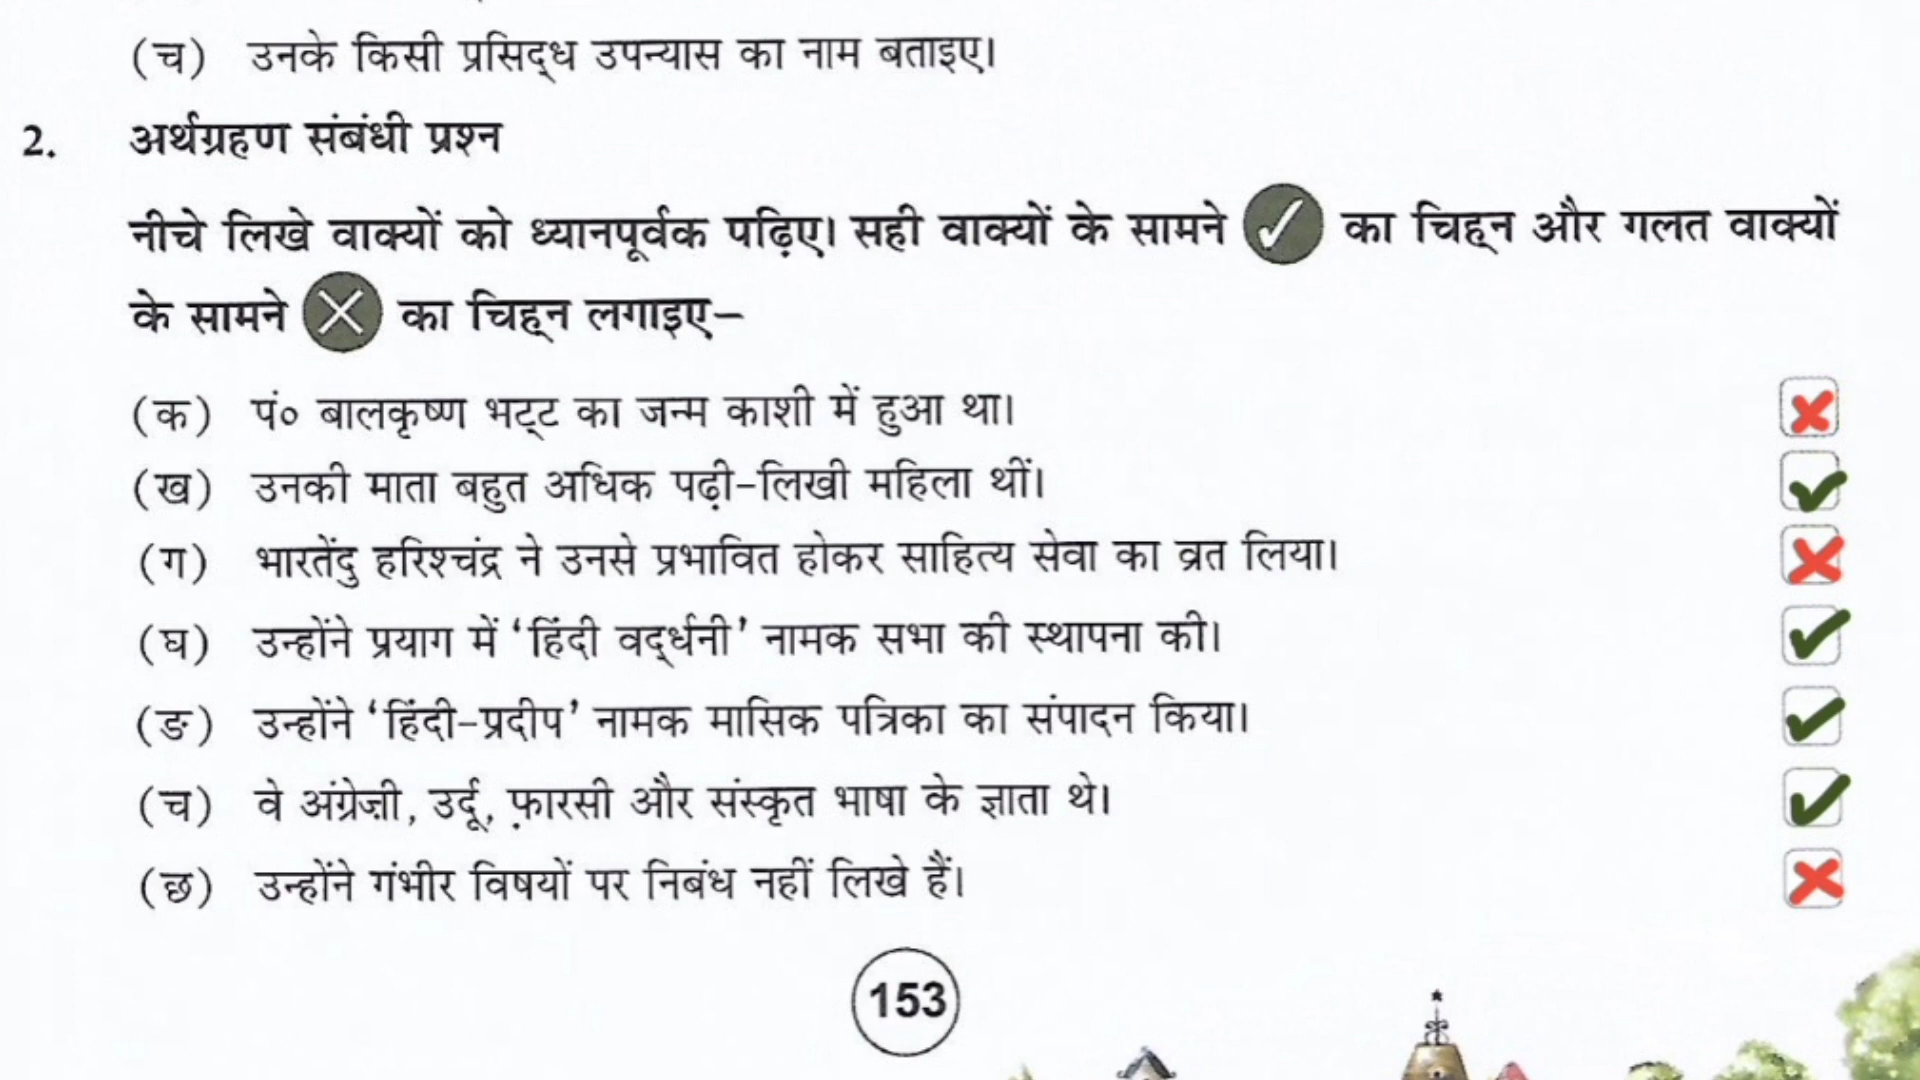 (च) उनके किसी प्रसिद्ध उपन्यास का नाम बताइए।
2. अर्थग्रहण संबंधी प्रश्न
नीचे लिखे वाक्यों को ध्यानपूर्वक पढ़िए। सही वाक्यों के सामने ✓ का चिह्न और गलत वाक्यों
के सामने ✕ का चिह्न लगाइए–
(क) पं० बालकृष्ण भट्ट का जन्म काशी में हुआ था। ✗
(ख) उनकी माता बहुत अधिक पढ़ी-लिखी महिला थीं। ✓
(ग) भारतेंदु हरिश्चंद्र ने उनसे प्रभावित होकर साहित्य सेवा का व्रत लिया। ✗
(घ) उन्होंने प्रयाग में ‘हिंदी वर्द्धनी’ नामक सभा की स्थापना की। ✓
(ङ) उन्होंने ‘हिंदी-प्रदीप’ नामक मासिक पत्रिका का संपादन किया। ✓
(च) वे अंग्रेज़ी, उर्दू, फ़ारसी और संस्कृत भाषा के ज्ञाता थे। ✓
(छ) उन्होंने गंभीर विषयों पर निबंध नहीं लिखे हैं। ✗
153